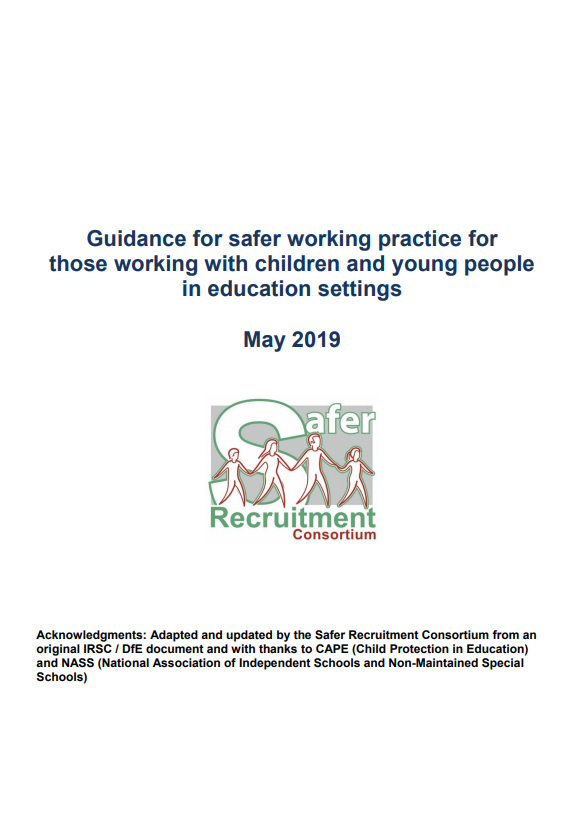 Guidance for safer working practice for
those working with children and young people
in education settings
May 2019
Safer
Recruitment
Consortium
Acknowledgments: Adapted and updated by the Safer Recruitment Consortium from an
original IRSC / DfE document and with thanks to CAPE (Child Protection in Education)
and NASS (National Association of Independent Schools and Non-Maintained Special
Schools)